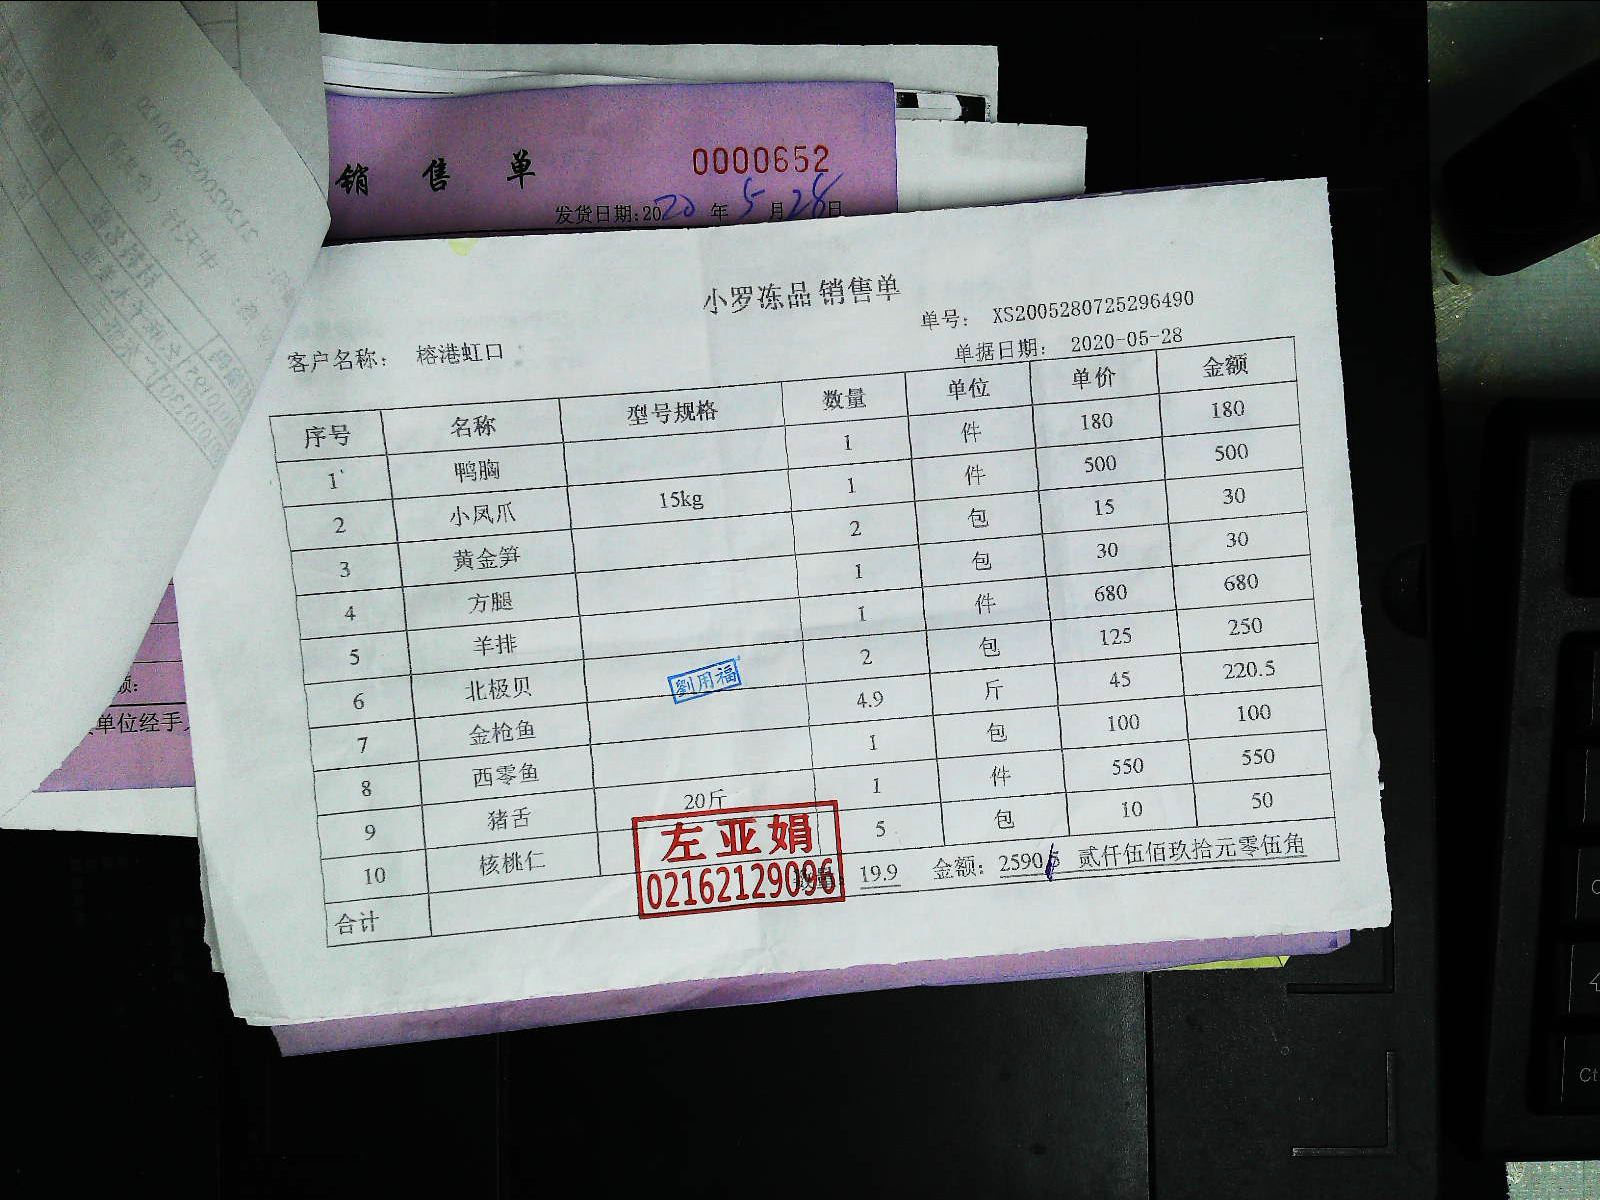 销 售 单
0000652
发货日期:2020 年 5 月 28 日
小罗冻品 销售单
单号: XS2005280725296490
客户名称: 榕港虹口
单据日期: 2020-05-28
序号 名称 型号规格 数量 单位 单价 金额
1 鸭胸 1 件 180 180
2 小凤爪 15kg 1 件 500 500
3 黄金笋 2 包 15 30
4 方腿 1 包 30 30
5 羊排 1 件 680 680
6 北极贝 2 包 125 250
7 金枪鱼 4.9 斤 45 220.5
8 西零鱼 1 包 100 100
9 猪舌 20斤 1 件 550 550
10 核桃仁 5 包 10 50
合计 数量: 19.9 金额: 2590.5 贰仟伍佰玖拾元零伍角
劉用福
左亚娟
02162129096
单位经手
Ct